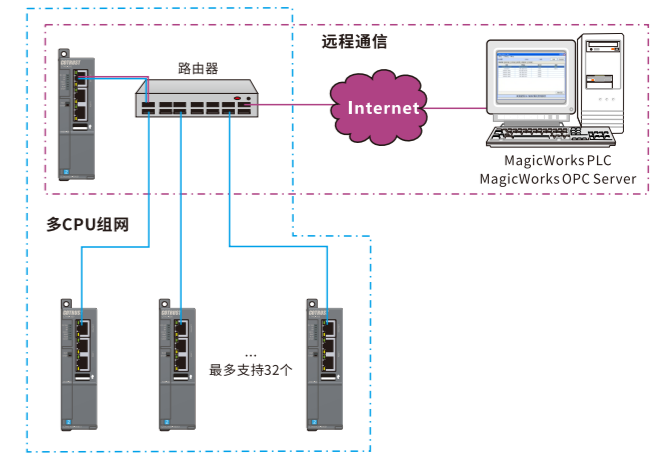 远程通信
路由器
Internet
MagicWorks PLC
MagicWorks OPC Server
多CPU组网
...
最多支持32个